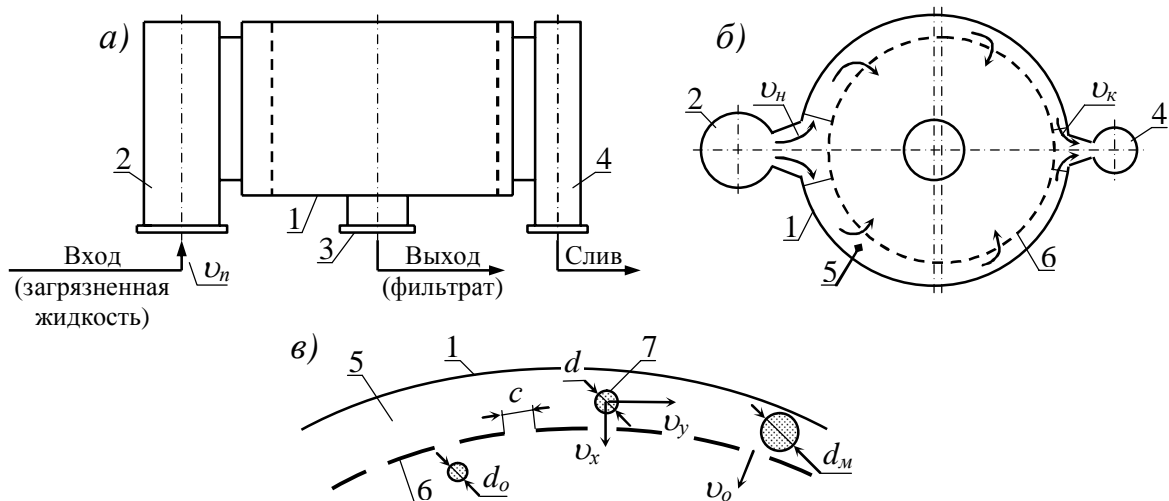 а)
2
4
1
3
Вход
(загрязненная
жидкость)
υп
Выход
(фильтрат)
Слив
б)
2
υн
υк
4
1
5
6
в)
5
1
d
7
c
υy
υx
6
do
dм
υo